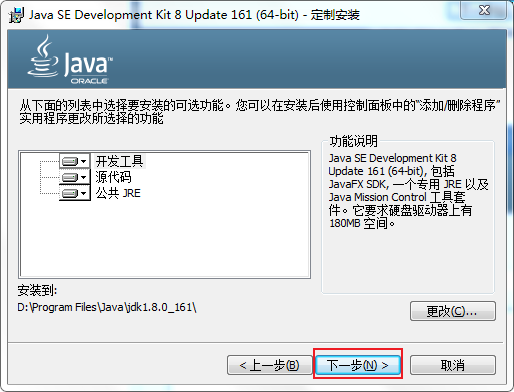 Java SE Development Kit 8 Update 161 (64-bit) - 定制安装
Java™
ORACLE
从下面的列表中选择要安装的可选功能。您可以在安装后使用控制面板中的“添加/删除程序”
实用程序更改所选择的功能
开发工具
源代码
公共 JRE
功能说明
Java SE Development Kit 8
Update 161 (64-bit), 包括
JavaFX SDK, 一个专用 JRE 以及
Java Mission Control 工具套
件。它要求硬盘驱动器上有
180MB 空间。
安装到:
D:\Program Files\Java\jdk1.8.0_161\
更改(C)...
< 上一步(B)
下一步(N) >
取消